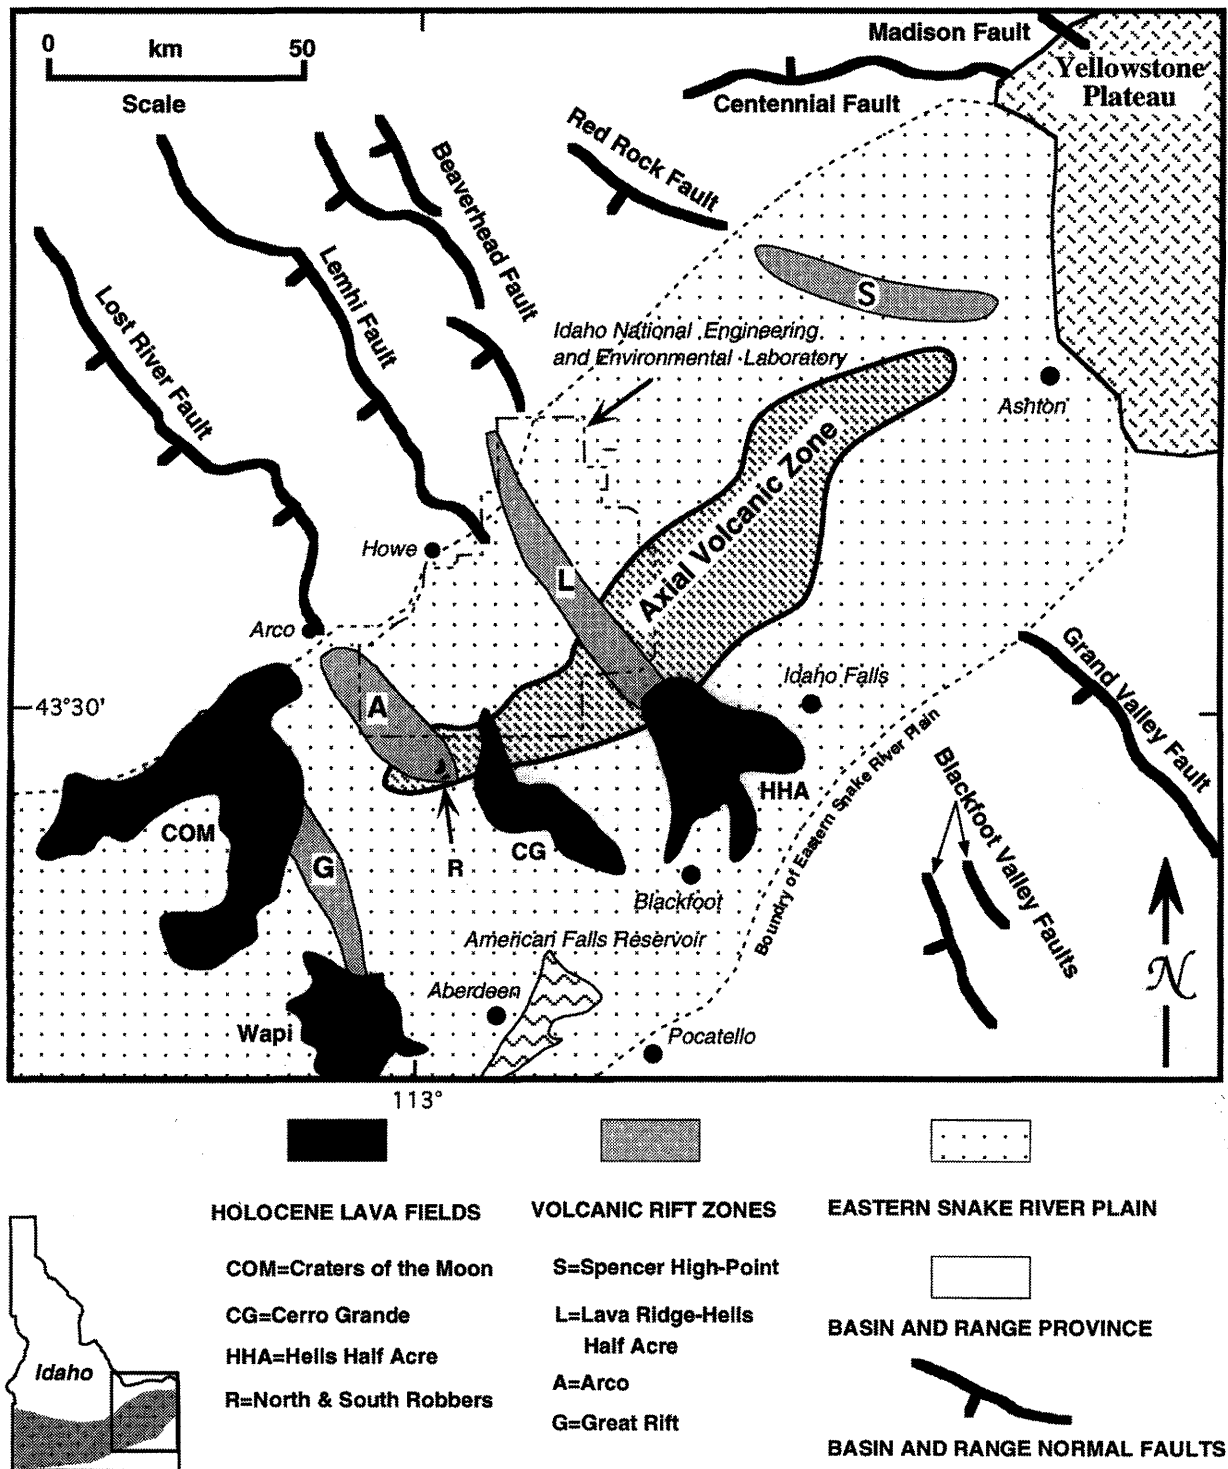 0 km 50
Scale
Madison Fault
Yellowstone
Plateau
Centennial Fault
Red Rock Fault
Beaverhead Fault
Lemhi Fault
Lost River Fault
S
Idaho National Engineering
and Environmental Laboratory
Ashton
Axial Volcanic Zone
Howe
L
Arco
Idaho Falls
Grand Valley Fault
43°30'
A
Boundry of Eastern Snake River Plain
Blackfoot Valley Faults
HHA
COM
G
CG
R
Blackfoot
American Falls Reservoir
Aberdeen
N
Wapi
Pocatello
113°
HOLOCENE LAVA FIELDS
COM=Craters of the Moon
CG=Cerro Grande
HHA=Hells Half Acre
R=North & South Robbers
VOLCANIC RIFT ZONES
S=Spencer High-Point
L=Lava Ridge-Hells
Half Acre
A=Arco
G=Great Rift
EASTERN SNAKE RIVER PLAIN
BASIN AND RANGE PROVINCE
BASIN AND RANGE NORMAL FAULTS
Idaho